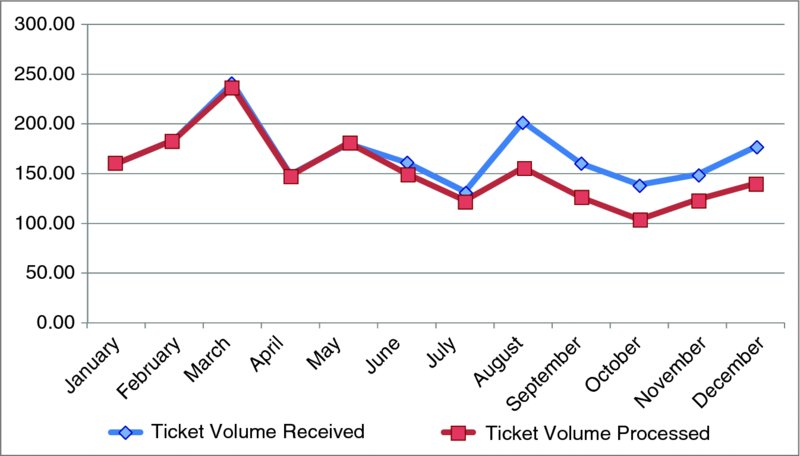 300.00
250.00
200.00
150.00
100.00
50.00
0.00
January
February
March
April
May
June
July
August
September
October
November
December
Ticket Volume Received
Ticket Volume Processed